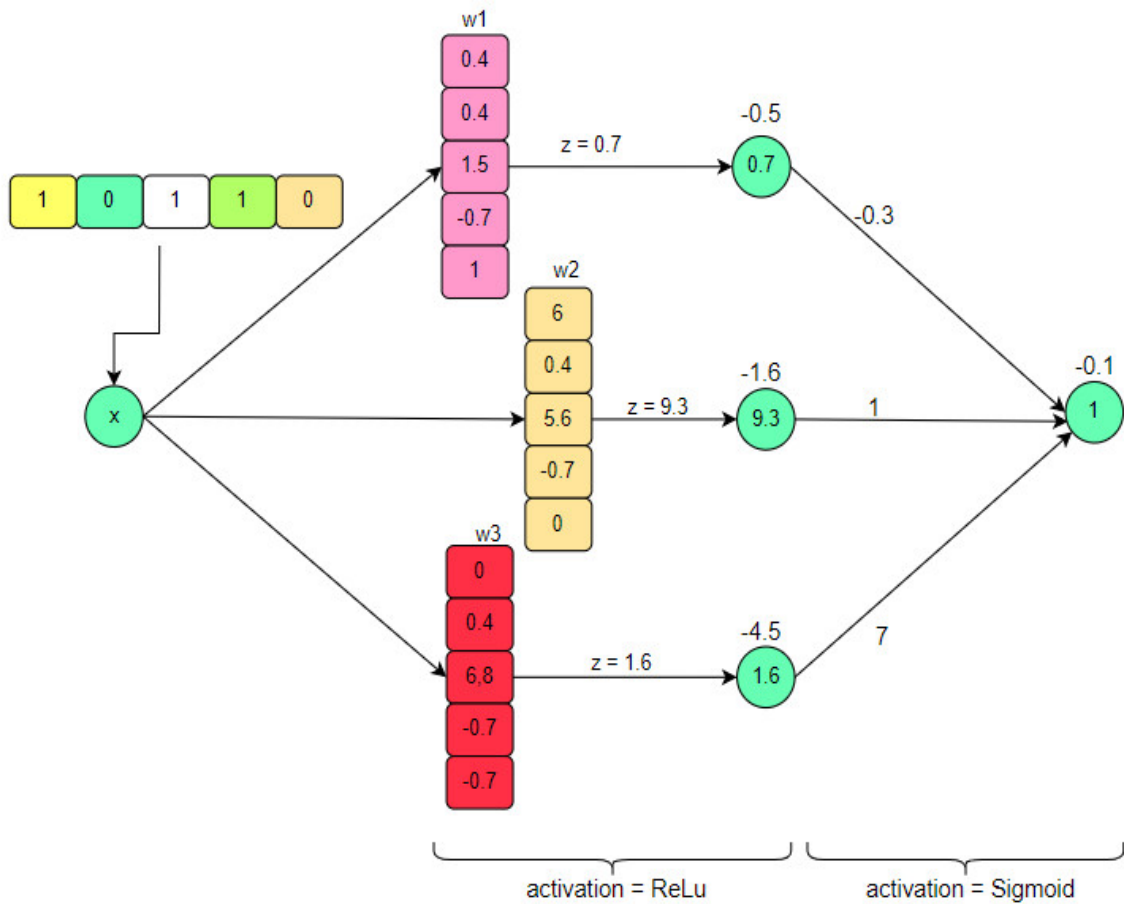 w1
0.4
0.4
1.5
-0.7
1
z = 0.7
-0.5
0.7
-0.3
1 0 1 1 0
x
w2
6
0.4
5.6
-0.7
0
z = 9.3
-1.6
9.3
1
-0.1
1
w3
0
0.4
6,8
-0.7
-0.7
z = 1.6
-4.5
1.6
7
activation = ReLu
activation = Sigmoid